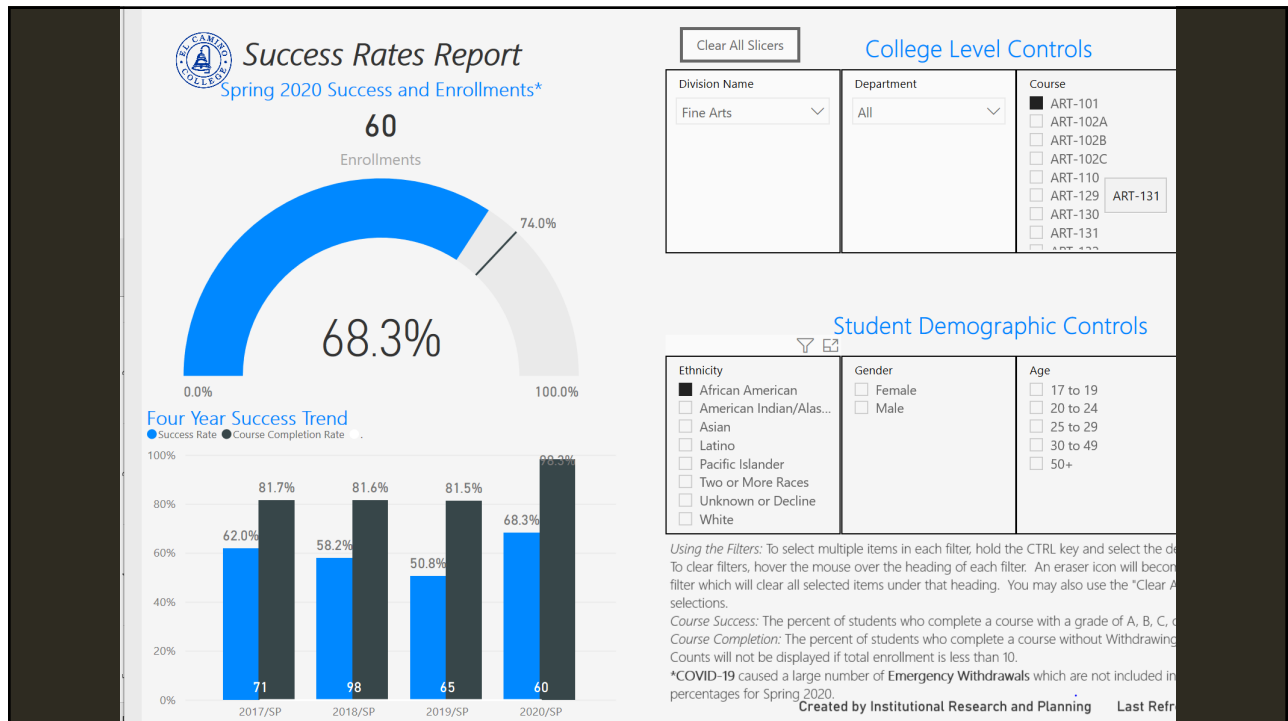 EL CAMINO COLLEGE
Success Rates Report
Spring 2020 Success and Enrollments*
60
Enrollments
74.0%
68.3%
0.0%
100.0%
Four Year Success Trend
Success Rate Course Completion Rate .
100%
80%
60%
40%
20%
0%
62.0%
81.7%
58.2%
81.6%
50.8%
81.5%
68.3%
98.3%
71
98
65
60
2017/SP
2018/SP
2019/SP
2020/SP
Clear All Slicers
College Level Controls
Division Name
Fine Arts
Department
All
Course
ART-101
ART-102A
ART-102B
ART-102C
ART-110
ART-129
ART-130
ART-131
ART-131
Student Demographic Controls
Ethnicity
African American
American Indian/Alas...
Asian
Latino
Pacific Islander
Two or More Races
Unknown or Decline
White
Gender
Female
Male
Age
17 to 19
20 to 24
25 to 29
30 to 49
50+
Using the Filters: To select multiple items in each filter, hold the CTRL key and select the de
To clear filters, hover the mouse over the heading of each filter. An eraser icon will becom
filter which will clear all selected items under that heading. You may also use the "Clear A
selections.
Course Success: The percent of students who complete a course with a grade of A, B, C,
Course Completion: The percent of students who complete a course without Withdrawing
Counts will not be displayed if total enrollment is less than 10.
*COVID-19 caused a large number of Emergency Withdrawals which are not included in
percentages for Spring 2020.
Created by Institutional Research and Planning Last Refr